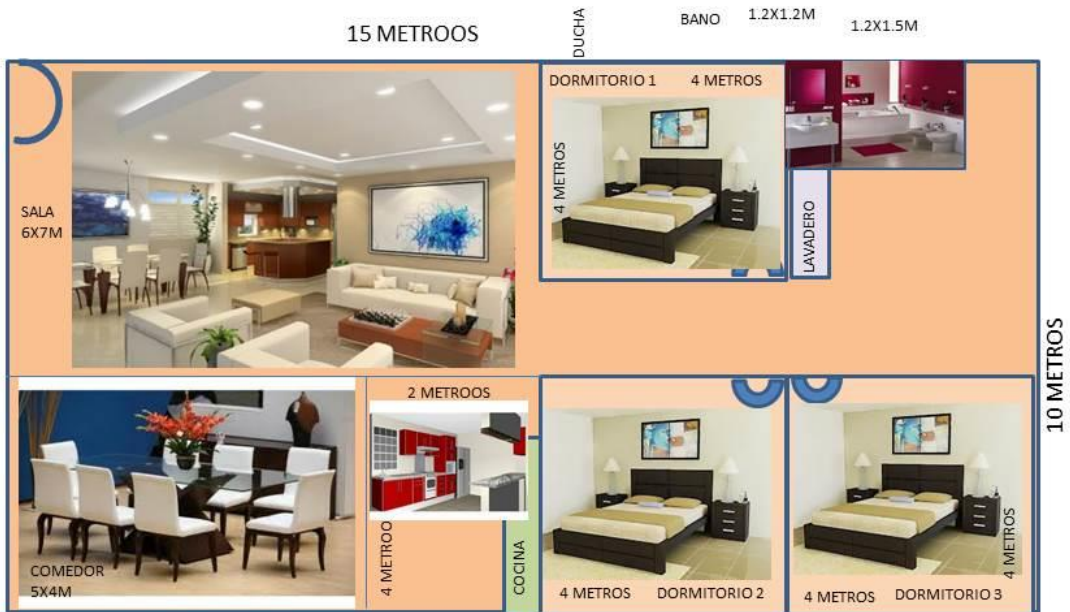 15 METROOS
DUCHA
BANO
1.2X1.2M
1.2X1.5M
DORMITORIO 1
4 METROS
4 METROS
SALA
6X7M
LAVADERO
10 METROS
2 METROOS
4 METROO
COCINA
COMEDOR
5X4M
4 METROS
DORMITORIO 2
4 METROS
4 METROS
DORMITORIO 3